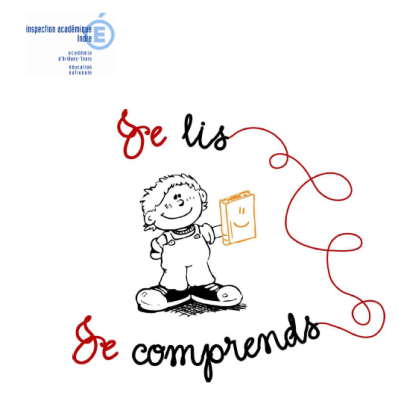 inspection académique
Indre
académie
d'Orléans-Tours
éducation
nationale
Je lis
Je comprends